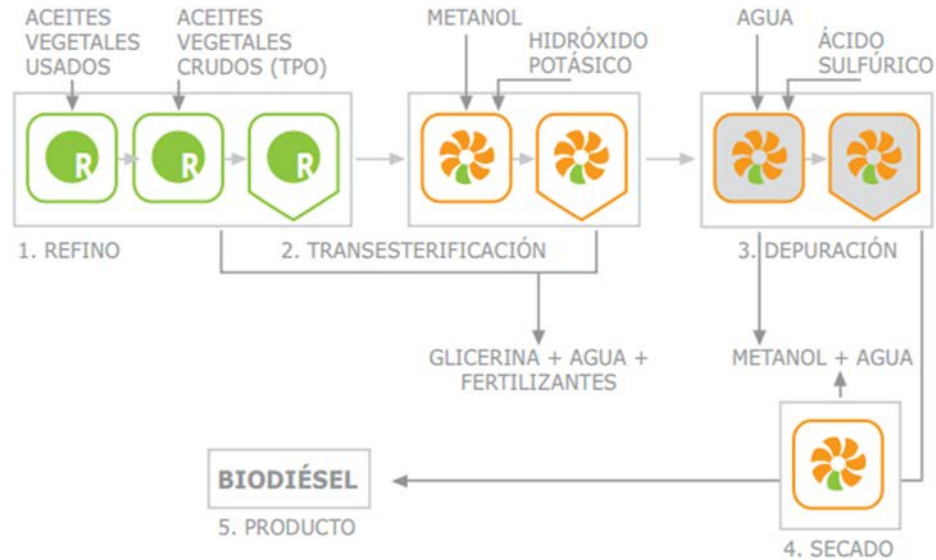 ACEITES
VEGETALES
USADOS
ACEITES
VEGETALES
CRUDOS (TPO)
METANOL
HIDRÓXIDO
POTÁSICO
AGUA
ÁCIDO
SULFÚRICO
R
R
R
1. REFINO
2. TRANSESTERIFICACIÓN
3. DEPURACIÓN
GLICERINA + AGUA +
FERTILIZANTES
METANOL + AGUA
BIODIÉSEL
5. PRODUCTO
4. SECADO